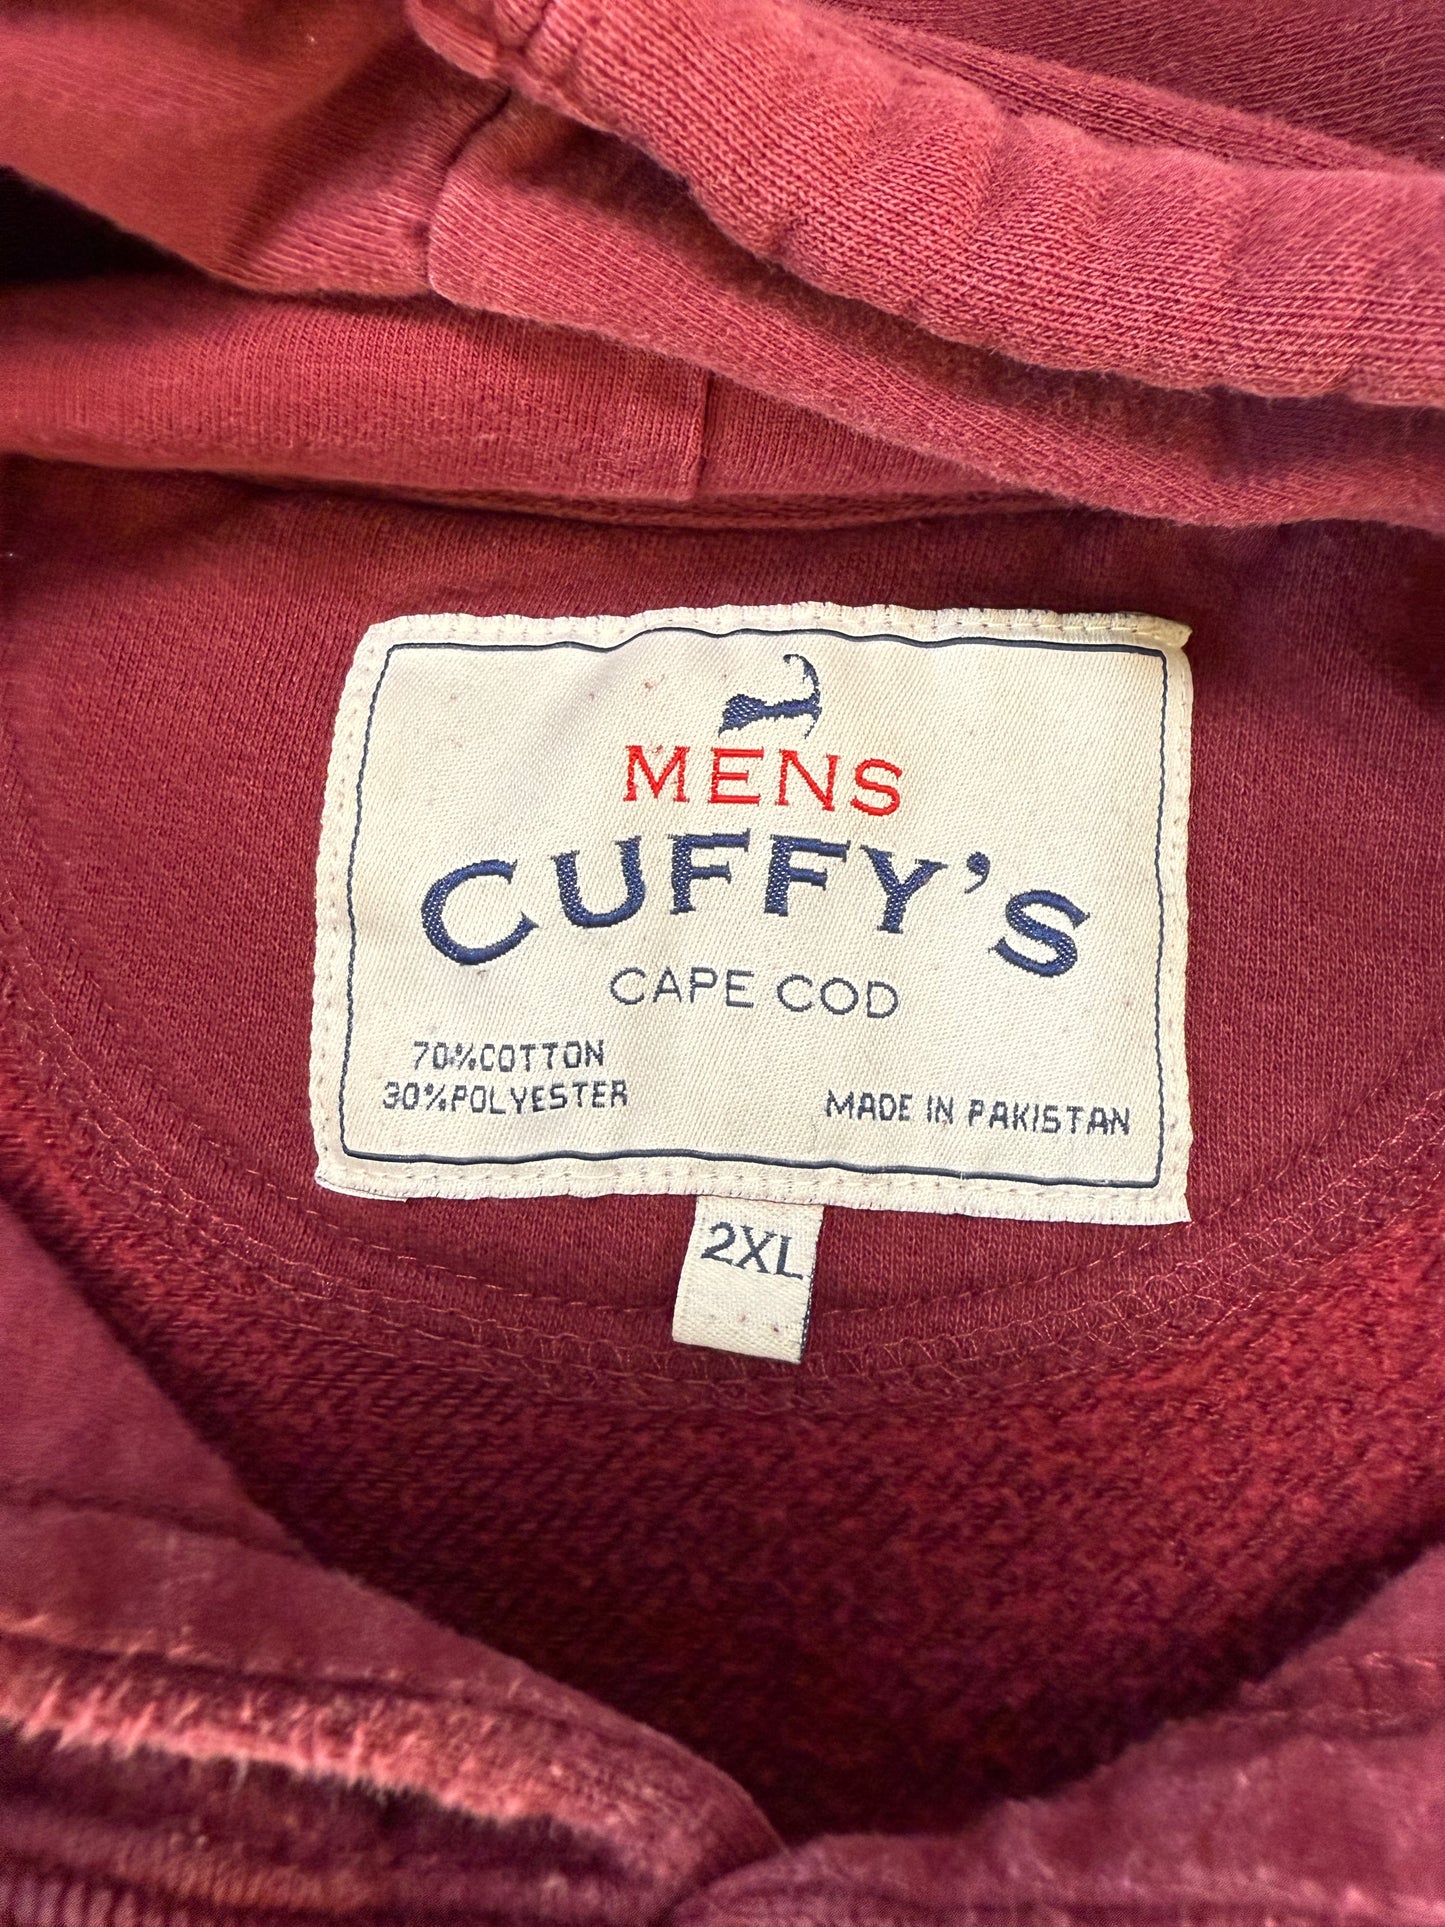 MENS
CUFFY'S
CAPE COD
70%COTTON
30%POLYESTER
MADE IN PAKISTAN
2XL